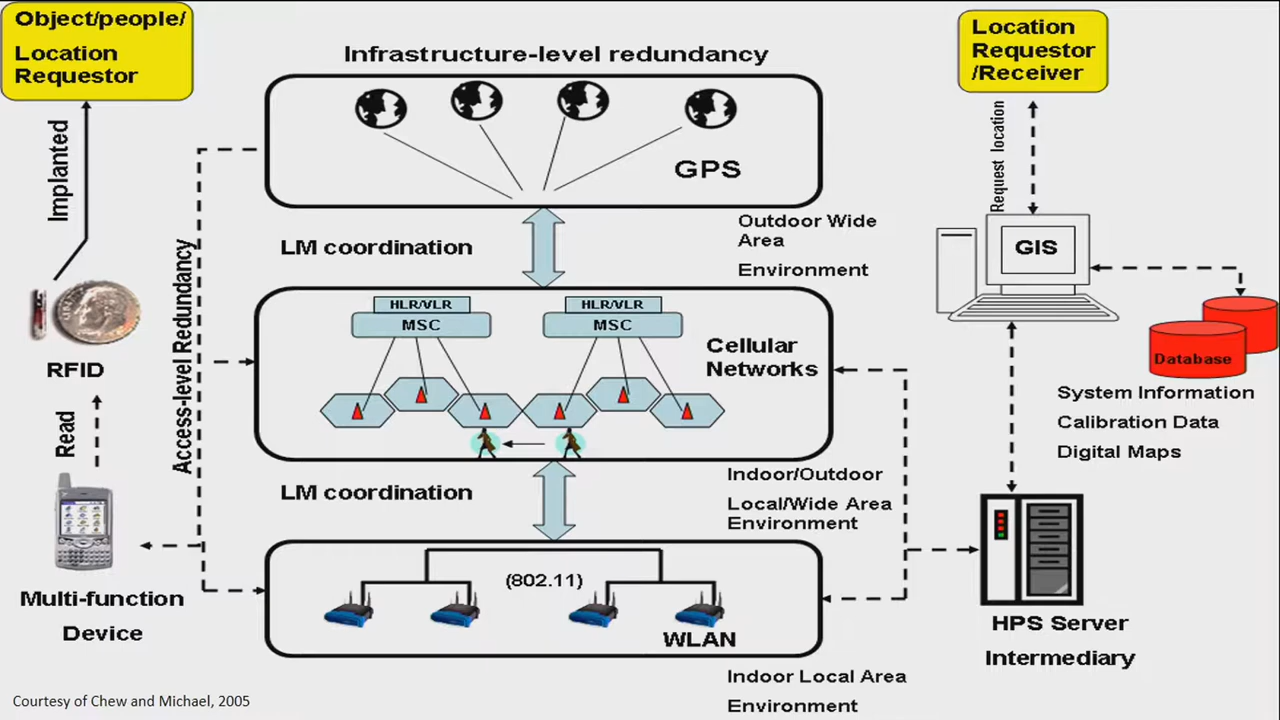 Object/people/
Location
Requestor
Infrastructure-level redundancy
Location
Requestor
/Receiver
Implanted
GPS
Request location
LM coordination
Outdoor Wide
Area
Environment
GIS
Access-level Redundancy
HLR/VLR
MSC
HLR/VLR
MSC
Cellular
Networks
Database
System Information
Calibration Data
Digital Maps
RFID
Read
LM coordination
Indoor/Outdoor
Local/Wide Area
Environment
(802.11)
WLAN
Multi-function
Device
HPS Server
Intermediary
Indoor Local Area
Environment
Courtesy of Chew and Michael, 2005